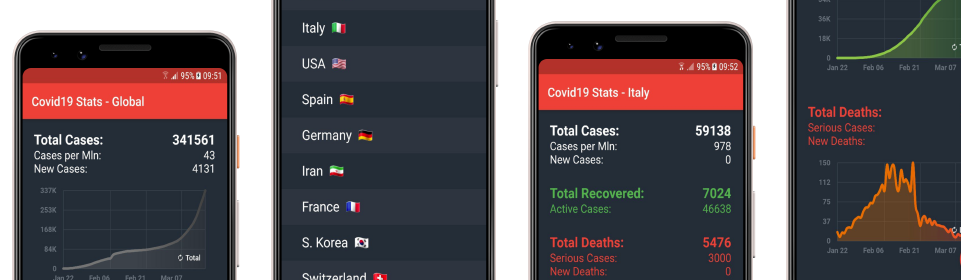 95% 09:51
Covid19 Stats - Global
Total Cases: 341561
Cases per Mln: 43
New Cases: 4131
337K
253K
168K
84K
0
Total
Jan 22 Feb 06 Feb 21 Mar 07
Italy
USA
Spain
Germany
Iran
France
S. Korea
Switzerland
95% 09:52
Covid19 Stats - Italy
Total Cases: 59138
Cases per Mln: 978
New Cases: 0
Total Recovered: 7024
Active Cases: 46638
Total Deaths: 5476
Serious Cases: 3000
New Deaths: 0
36K
18K
0
Jan 22 Feb 06 Feb 21 Mar 07
Total Deaths:
Serious Cases:
New Deaths:
150
112
75
37
0
Jan 22 Feb 06 Feb 21 Mar 07